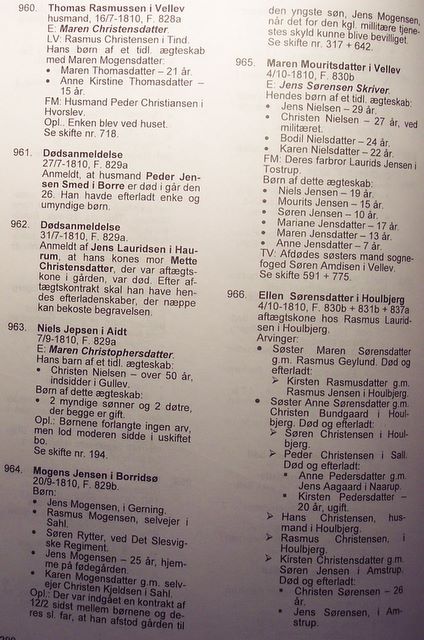 960. Thomas Rasmussen i Vellev
husmand, 16/7-1810, F. 828a
E: Maren Christensdatter.
LV: Rasmus Christensen i Tind.
Hans børn af et tidl. ægteskab
med Maren Mogensdatter:
• Maren Thomasdatter – 21 år.
• Anne Kirstine Thomasdatter –
15 år.
FM: Husmand Peder Christiansen i
Hvorslev.
Opl.. Enken blev ved huset.
Se skifte nr. 718.
961. Dødsanmeldelse
27/7-1810, F. 829a
Anmeldt, at husmand Peder Jen-
sen Smed i Borre er død i går den
26. Han havde efterladt enke og
umyndige børn.
962. Dødsanmeldelse
31/7-1810, F. 829a.
Anmeldt af Jens Lauridsen i Hau-
rum, at hans kones mor Mette
Christensdatter, der var aftægts-
kone i gården, var død. Efter af-
tægtskontrakt skal han have hen-
des efterladenskaber, der næppe
kan bekoste begravelsen.
963. Niels Jepsen i Aidt
7/9-1810, F. 829a
E: Maren Christophersdatter.
Hans barn af et tidl. ægteskab:
• Christen Nielsen – over 50 år,
indsidder i Gullev.
Børn af dette ægteskab:
• 2 myndige sønner og 2 døtre,
der begge er gift.
Opl.: Børnene forlangte ingen arv,
men lod moderen sidde i uskiftet
bo.
Se skifte nr. 194.
964. Mogens Jensen i Borridsø
20/9-1810, F. 829b.
Børn:
• Jens Mogensen, i Gerning.
• Rasmus Mogensen, selvejer i
Sahl.
• Søren Rytter, ved Det Slesvig-
ske Regiment.
• Jens Mogensen – 25 år, hjem-
me på fødegården.
• Karen Mogensdatter g.m. selv-
ejer Christen Kjeldsen i Sahl.
Opl.: Der var indgået en kontrakt af
12/2 sidst mellem børnene og de-
res sl. far, at han afstod gården til
den yngste søn, Jens Mogensen,
når det for den kgl. militære tjene-
stes skyld kunne blive bevilliget.
Se skifte nr. 317 + 642.
965. Maren Mouritsdatter i Vellev
4/10-1810, F. 830b
E: Jens Sørensen Skriver.
Hendes børn af et tidl. ægteskab:
• Jens Nielsen – 29 år.
• Christen Nielsen – 27 år, ved
militæret.
• Bodil Nielsdatter – 24 år.
• Karen Nielsdatter – 22 år.
FM: Deres farbror Laurids Jensen i
Tostrup.
Børn af dette ægteskab:
• Niels Jensen – 19 år.
• Mourits Jensen – 15 år.
• Søren Jensen – 10 år.
• Mariane Jensdatter – 17 år.
• Maren Jensdatter – 13 år.
• Anne Jensdatter – 7 år.
TV: Afdødes søsters mand sogne-
foged Søren Amdisen i Vellev.
Se skifte 591 + 775.
966. Ellen Sørensdatter i Houlbjerg
4/10-1810, F. 830b + 831b + 837a
aftægtskone hos Rasmus Laurid-
sen i Houlbjerg.
Arvinger:
• Søster Maren Sørensdatter
g.m. Rasmus Geylund. Død og
efterladt:
➢ Kirsten Rasmusdatter g.m.
Rasmus Jensen i Houlbjerg.
• Søster Anne Sørensdatter g.m.
Christen Bundgaard i Houl-
bjerg. Død og efterladt:
➢ Søren Christensen i Houl-
bjerg.
➢ Peder Christensen i Sall.
Død og efterladt:
▪ Anne Pedersdatter g.m.
Jens Aagaard i Naarup.
▪ Kirsten Pedersdatter –
20 år, ugift.
➢ Hans Christensen, hus-
mand i Houlbjerg.
➢ Rasmus Christensen, i
Houlbjerg.
➢ Kirsten Christensdatter g.m.
Søren Jensen i Amstrup.
Død og efterladt:
▪ Christen Sørensen – 26
år.
▪ Jens Sørensen, i Am-
strup.